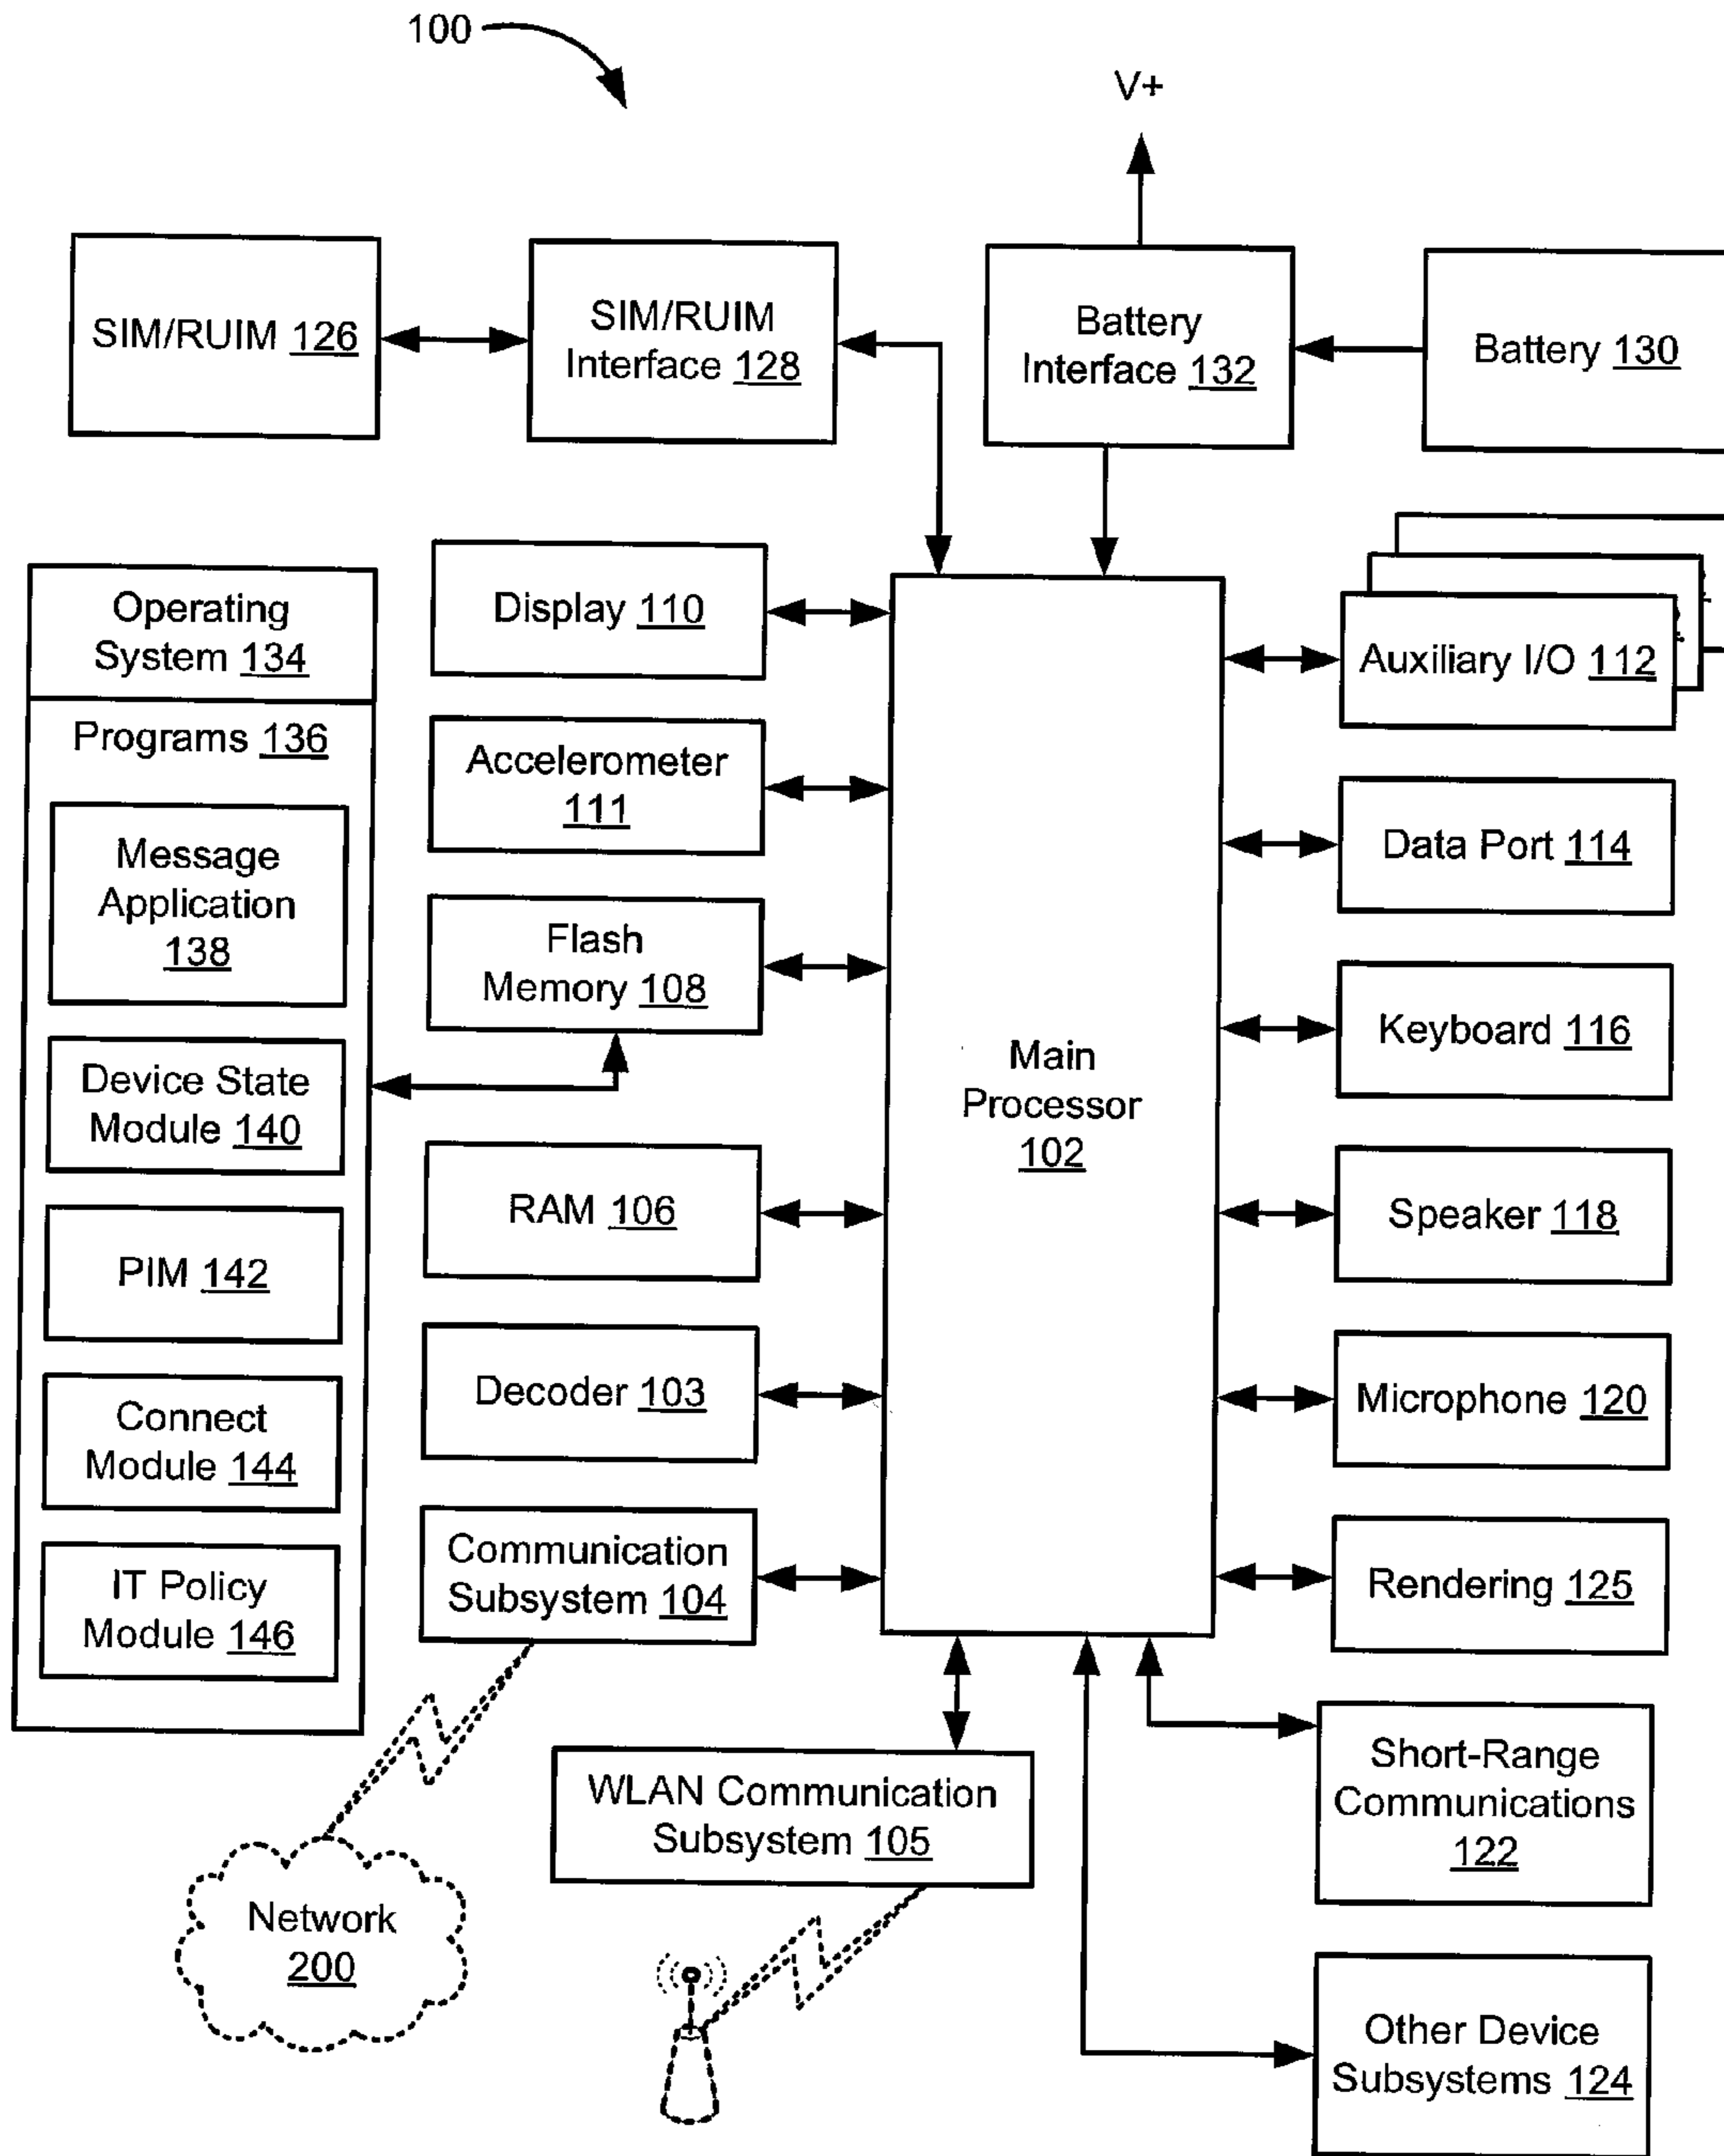 100
V+
SIM/RUIM 126
SIM/RUIM
Interface 128
Battery
Interface 132
Battery 130
Operating
System 134
Programs 136
Message
Application
138
Device State
Module 140
PIM 142
Connect
Module 144
IT Policy
Module 146
Display 110
Accelerometer
111
Flash
Memory 108
RAM 106
Decoder 103
Communication
Subsystem 104
Main
Processor
102
Auxiliary I/O 112
Data Port 114
Keyboard 116
Speaker 118
Microphone 120
Rendering 125
Short-Range
Communications
122
Other Device
Subsystems 124
WLAN Communication
Subsystem 105
Network
200